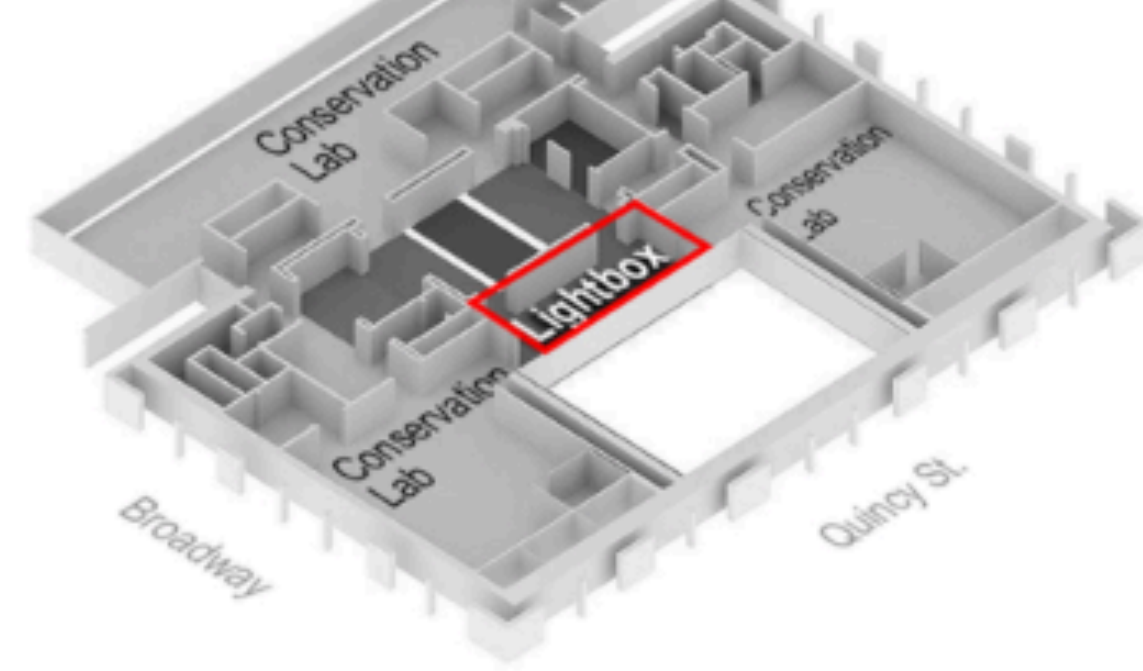 Conservation
Lab
Conservation
Lab
Lightbox
Conservation
Lab
Broadway
Quincy St.